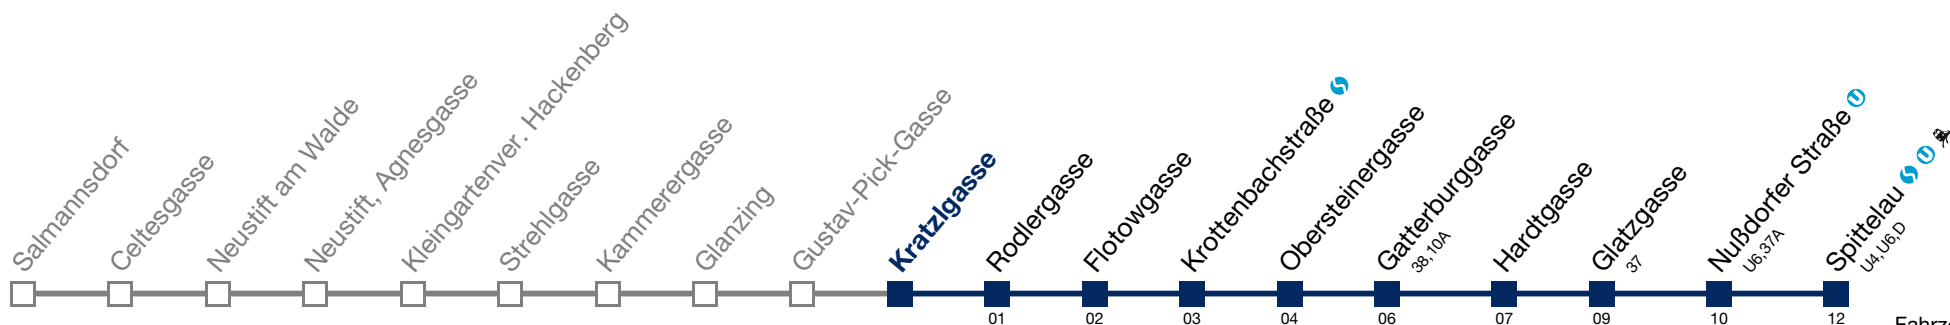 Salmannsdorf
Celtesgasse
Neustift am Walde
Neustift, Agnesgasse
Kleingartenver. Hackenberg
Strehlgasse
Kammerergasse
Glanzing
Gustav-Pick-Gasse
Kratzlgasse
Rodlergasse
Flotowgasse
Krottenbachstraße S
Obersteinergasse
Gatterburggasse
38, 10A
Hardtgasse
Glatzgasse
37
Nußdorfer Straße U
U6, 37A
Spittelau S U
U4, U6, D
01 02 03 04 06 07 09 10 12